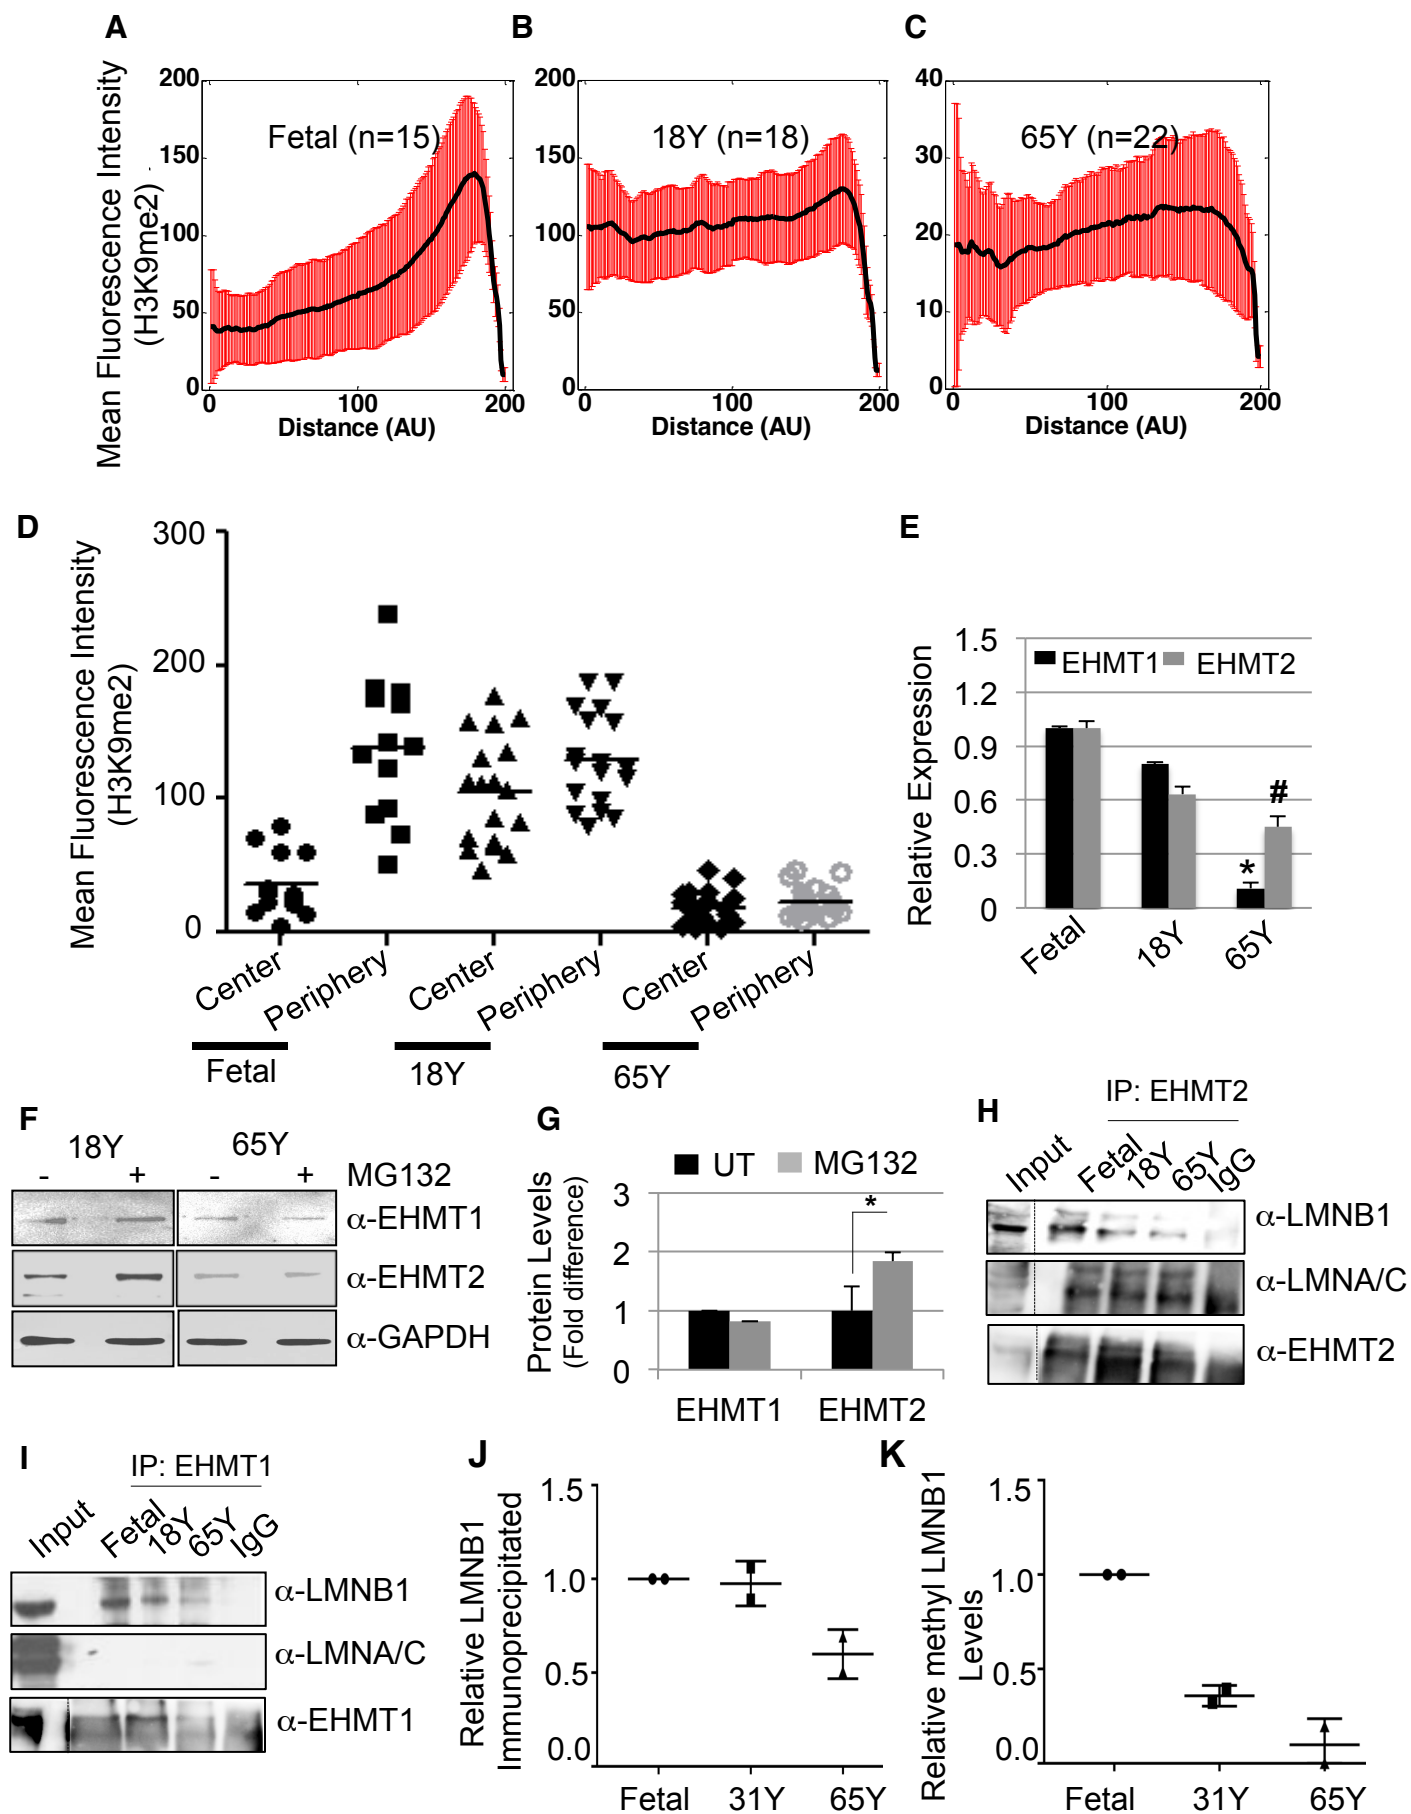 A
B
C
Mean Fluorescence Intensity
(H3K9me2)
200
150
100
50
0
Fetal (n=15)
0 100 200
Distance (AU)
200
150
100
50
0
18Y (n=18)
0 100 200
Distance (AU)
40
30
20
10
0
65Y (n=22)
0 100 200
Distance (AU)
D
Mean Fluorescence Intensity
(H3K9me2)
300
200
100
0
Center
Periphery
Center
Periphery
Center
Periphery
Fetal
18Y
65Y
E
Relative Expression
1.5
1.2
0.9
0.6
0.3
0
EHMT1 EHMT2
*
#
Fetal
18Y
65Y
F
18Y 65Y
- + - + MG132
α-EHMT1
α-EHMT2
α-GAPDH
G
UT MG132
Protein Levels
(Fold difference)
3
2
1
0
*
EHMT1 EHMT2
H
IP: EHMT2
Input Fetal 18Y 65Y IgG
α-LMNB1
α-LMNA/C
α-EHMT2
I
IP: EHMT1
Input Fetal 18Y 65Y IgG
α-LMNB1
α-LMNA/C
α-EHMT1
J
Relative LMNB1
Immunoprecipitated
1.5
1.0
0.5
0.0
Fetal 31Y 65Y
K
Relative methyl LMNB1
Levels
1.5
1.0
0.5
0.0
Fetal 31Y 65Y